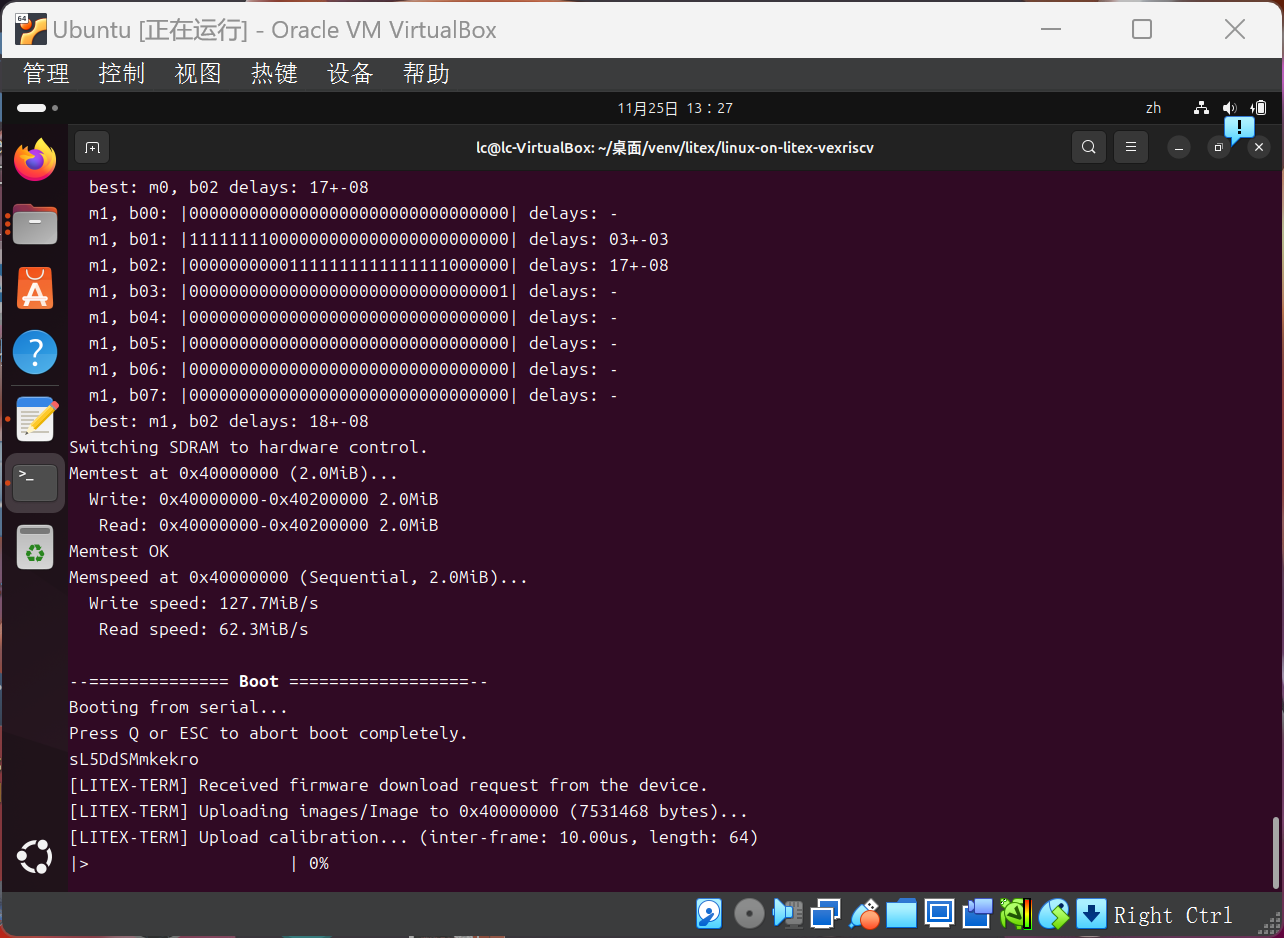 64
Ubuntu [正在运行] - Oracle VM VirtualBox
管理 控制 视图 热键 设备 帮助
11月25日 13：27
zh
lc@lc-VirtualBox: ~/桌面/venv/litex/linux-on-litex-vexriscv
best: m0, b02 delays: 17+-08
m1, b00: |00000000000000000000000000000000| delays: -
m1, b01: |11111111000000000000000000000000| delays: 03+-03
m1, b02: |00000000001111111111111111000000| delays: 17+-08
m1, b03: |00000000000000000000000000000001| delays: -
m1, b04: |00000000000000000000000000000000| delays: -
m1, b05: |00000000000000000000000000000000| delays: -
m1, b06: |00000000000000000000000000000000| delays: -
m1, b07: |00000000000000000000000000000000| delays: -
best: m1, b02 delays: 18+-08
Switching SDRAM to hardware control.
Memtest at 0x40000000 (2.0MiB)...
Write: 0x40000000-0x40200000 2.0MiB
Read: 0x40000000-0x40200000 2.0MiB
Memtest OK
Memspeed at 0x40000000 (Sequential, 2.0MiB)...
Write speed: 127.7MiB/s
Read speed: 62.3MiB/s
--============== Boot ==================--
Booting from serial...
Press Q or ESC to abort boot completely.
sL5DdSMmkekro
[LITEX-TERM] Received firmware download request from the device.
[LITEX-TERM] Uploading images/Image to 0x40000000 (7531468 bytes)...
[LITEX-TERM] Upload calibration... (inter-frame: 10.00us, length: 64)
|> | 0%
Right Ctrl